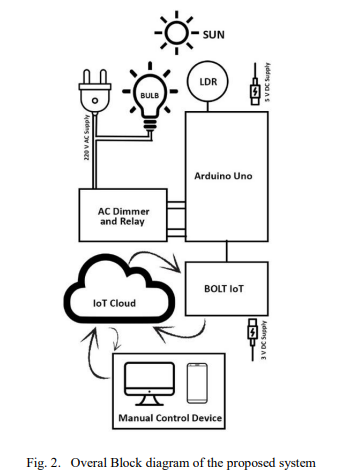 SUN
LDR
5 V DC Supply
BULB
220 V AC Supply
Arduino Uno
AC Dimmer
and Relay
BOLT IoT
IoT Cloud
3 V DC Supply
Manual Control Device
Fig. 2. Overal Block diagram of the proposed system